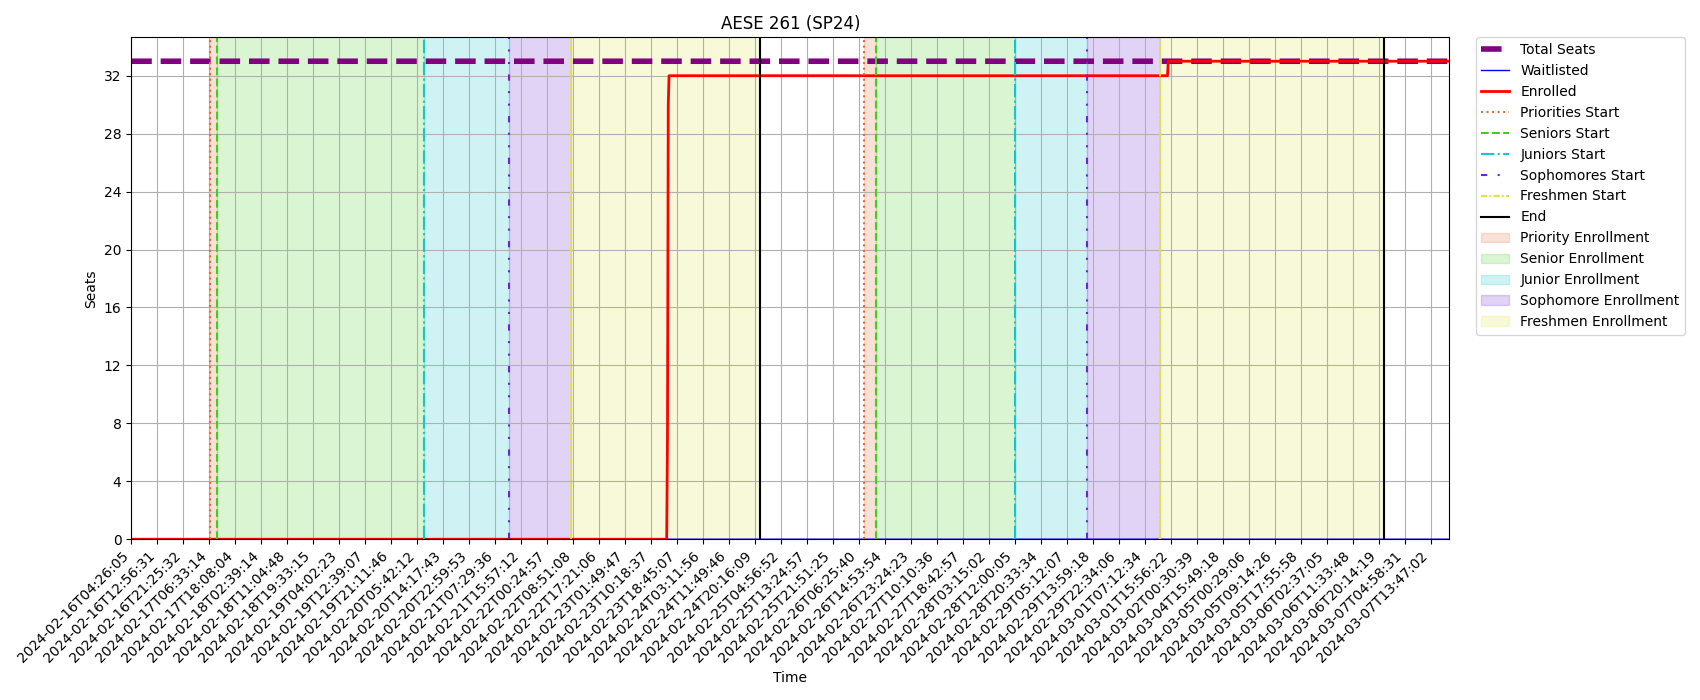 AESE 261 (SP24)
Total Seats
Waitlisted
Enrolled
Priorities Start
Seniors Start
Juniors Start
Sophomores Start
Freshmen Start
End
Priority Enrollment
Senior Enrollment
Junior Enrollment
Sophomore Enrollment
Freshmen Enrollment
Seats
32
28
24
20
16
12
8
4
0
2024-02-16T04:26:05
2024-02-16T12:56:31
2024-02-16T21:25:32
2024-02-17T06:33:14
2024-02-17T18:08:04
2024-02-18T02:39:14
2024-02-18T11:04:48
2024-02-18T19:33:15
2024-02-19T04:02:23
2024-02-19T12:39:07
2024-02-19T21:11:46
2024-02-20T05:42:12
2024-02-20T14:17:43
2024-02-20T22:59:53
2024-02-21T07:29:36
2024-02-21T15:57:12
2024-02-22T00:24:57
2024-02-22T08:51:08
2024-02-22T17:21:06
2024-02-23T01:49:47
2024-02-23T10:18:37
2024-02-23T18:45:07
2024-02-24T03:11:56
2024-02-24T11:49:46
2024-02-24T20:16:09
2024-02-25T04:56:52
2024-02-25T13:24:57
2024-02-25T21:51:25
2024-02-26T06:25:40
2024-02-26T14:53:54
2024-02-26T23:24:23
2024-02-27T10:10:36
2024-02-27T18:42:57
2024-02-28T03:15:02
2024-02-28T12:00:05
2024-02-28T20:33:34
2024-02-29T05:12:07
2024-02-29T13:59:18
2024-02-29T22:34:06
2024-03-01T07:12:34
2024-03-01T15:56:22
2024-03-02T00:30:39
2024-03-04T15:49:18
2024-03-05T00:29:06
2024-03-05T09:14:26
2024-03-05T17:55:58
2024-03-06T02:37:05
2024-03-06T11:33:48
2024-03-06T20:14:19
2024-03-07T04:58:31
2024-03-07T13:47:02
Time